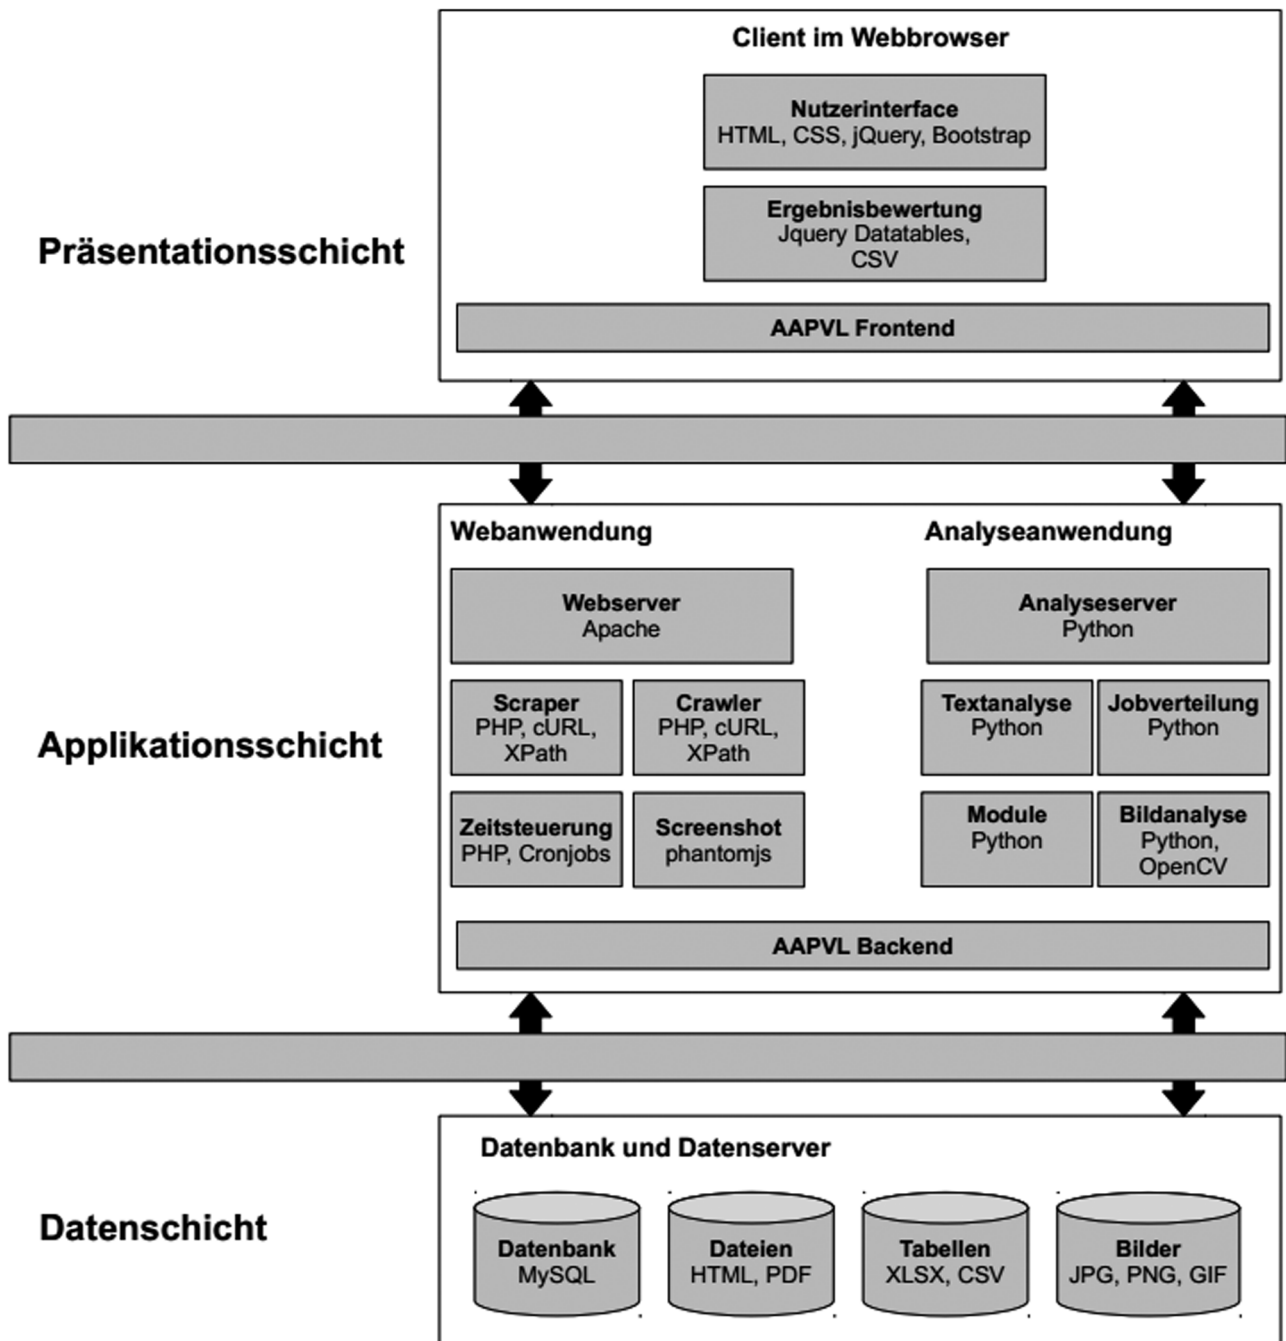 Client im Webbrowser
Nutzerinterface
HTML, CSS, jQuery, Bootstrap
Ergebnisbewertung
Jquery Datatables,
CSV
Präsentationsschicht
AAPVL Frontend
Webanwendung
Analyseanwendung
Webserver
Apache
Analyseserver
Python
Scraper
PHP, cURL,
XPath
Crawler
PHP, cURL,
XPath
Textanalyse
Python
Jobverteilung
Python
Applikationsschicht
Zeitsteuerung
PHP, Cronjobs
Screenshot
phantomjs
Module
Python
Bildanalyse
Python,
OpenCV
AAPVL Backend
Datenbank und Datenserver
Datenschicht
Datenbank
MySQL
Dateien
HTML, PDF
Tabellen
XLSX, CSV
Bilder
JPG, PNG, GIF